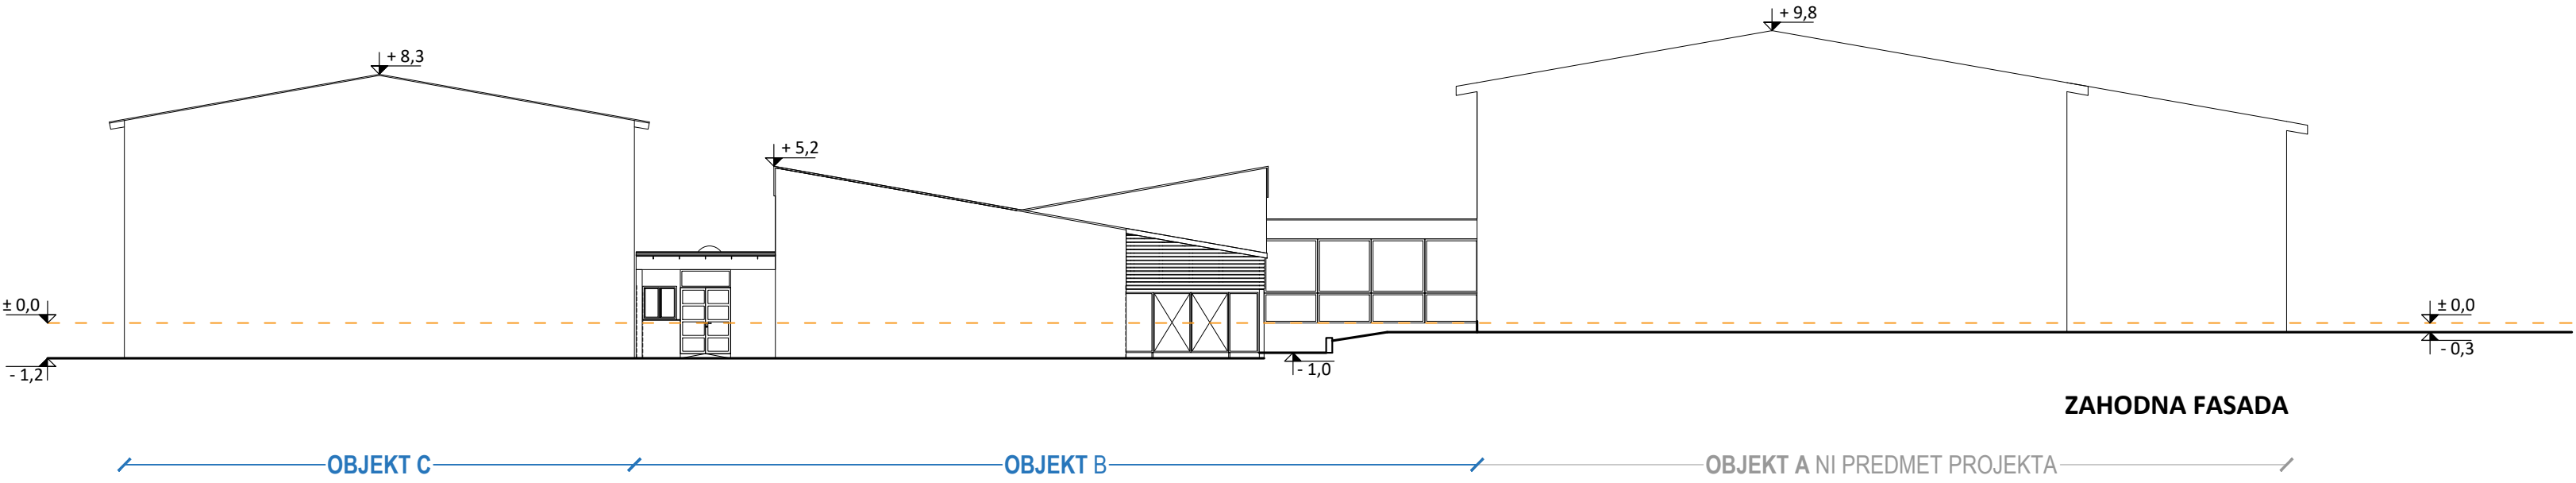 + 9,8
+ 8,3
+ 5,2
± 0,0
± 0,0
- 0,3
- 1,0
- 1,2
ZAHODNA FASADA
OBJEKT C
OBJEKT B
OBJEKT A NI PREDMET PROJEKTA